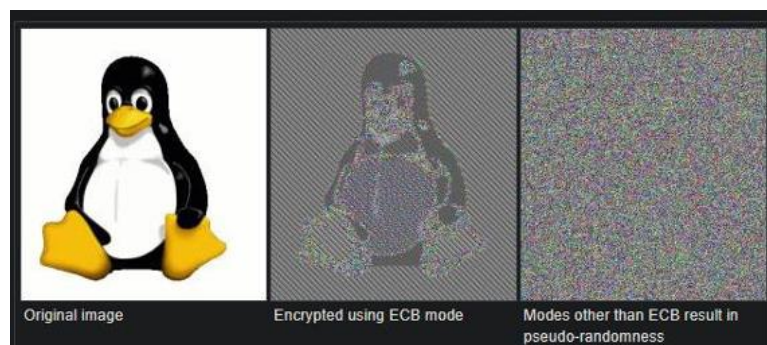 Original image
Encrypted using ECB mode
Modes other than ECB result in
pseudo-randomness